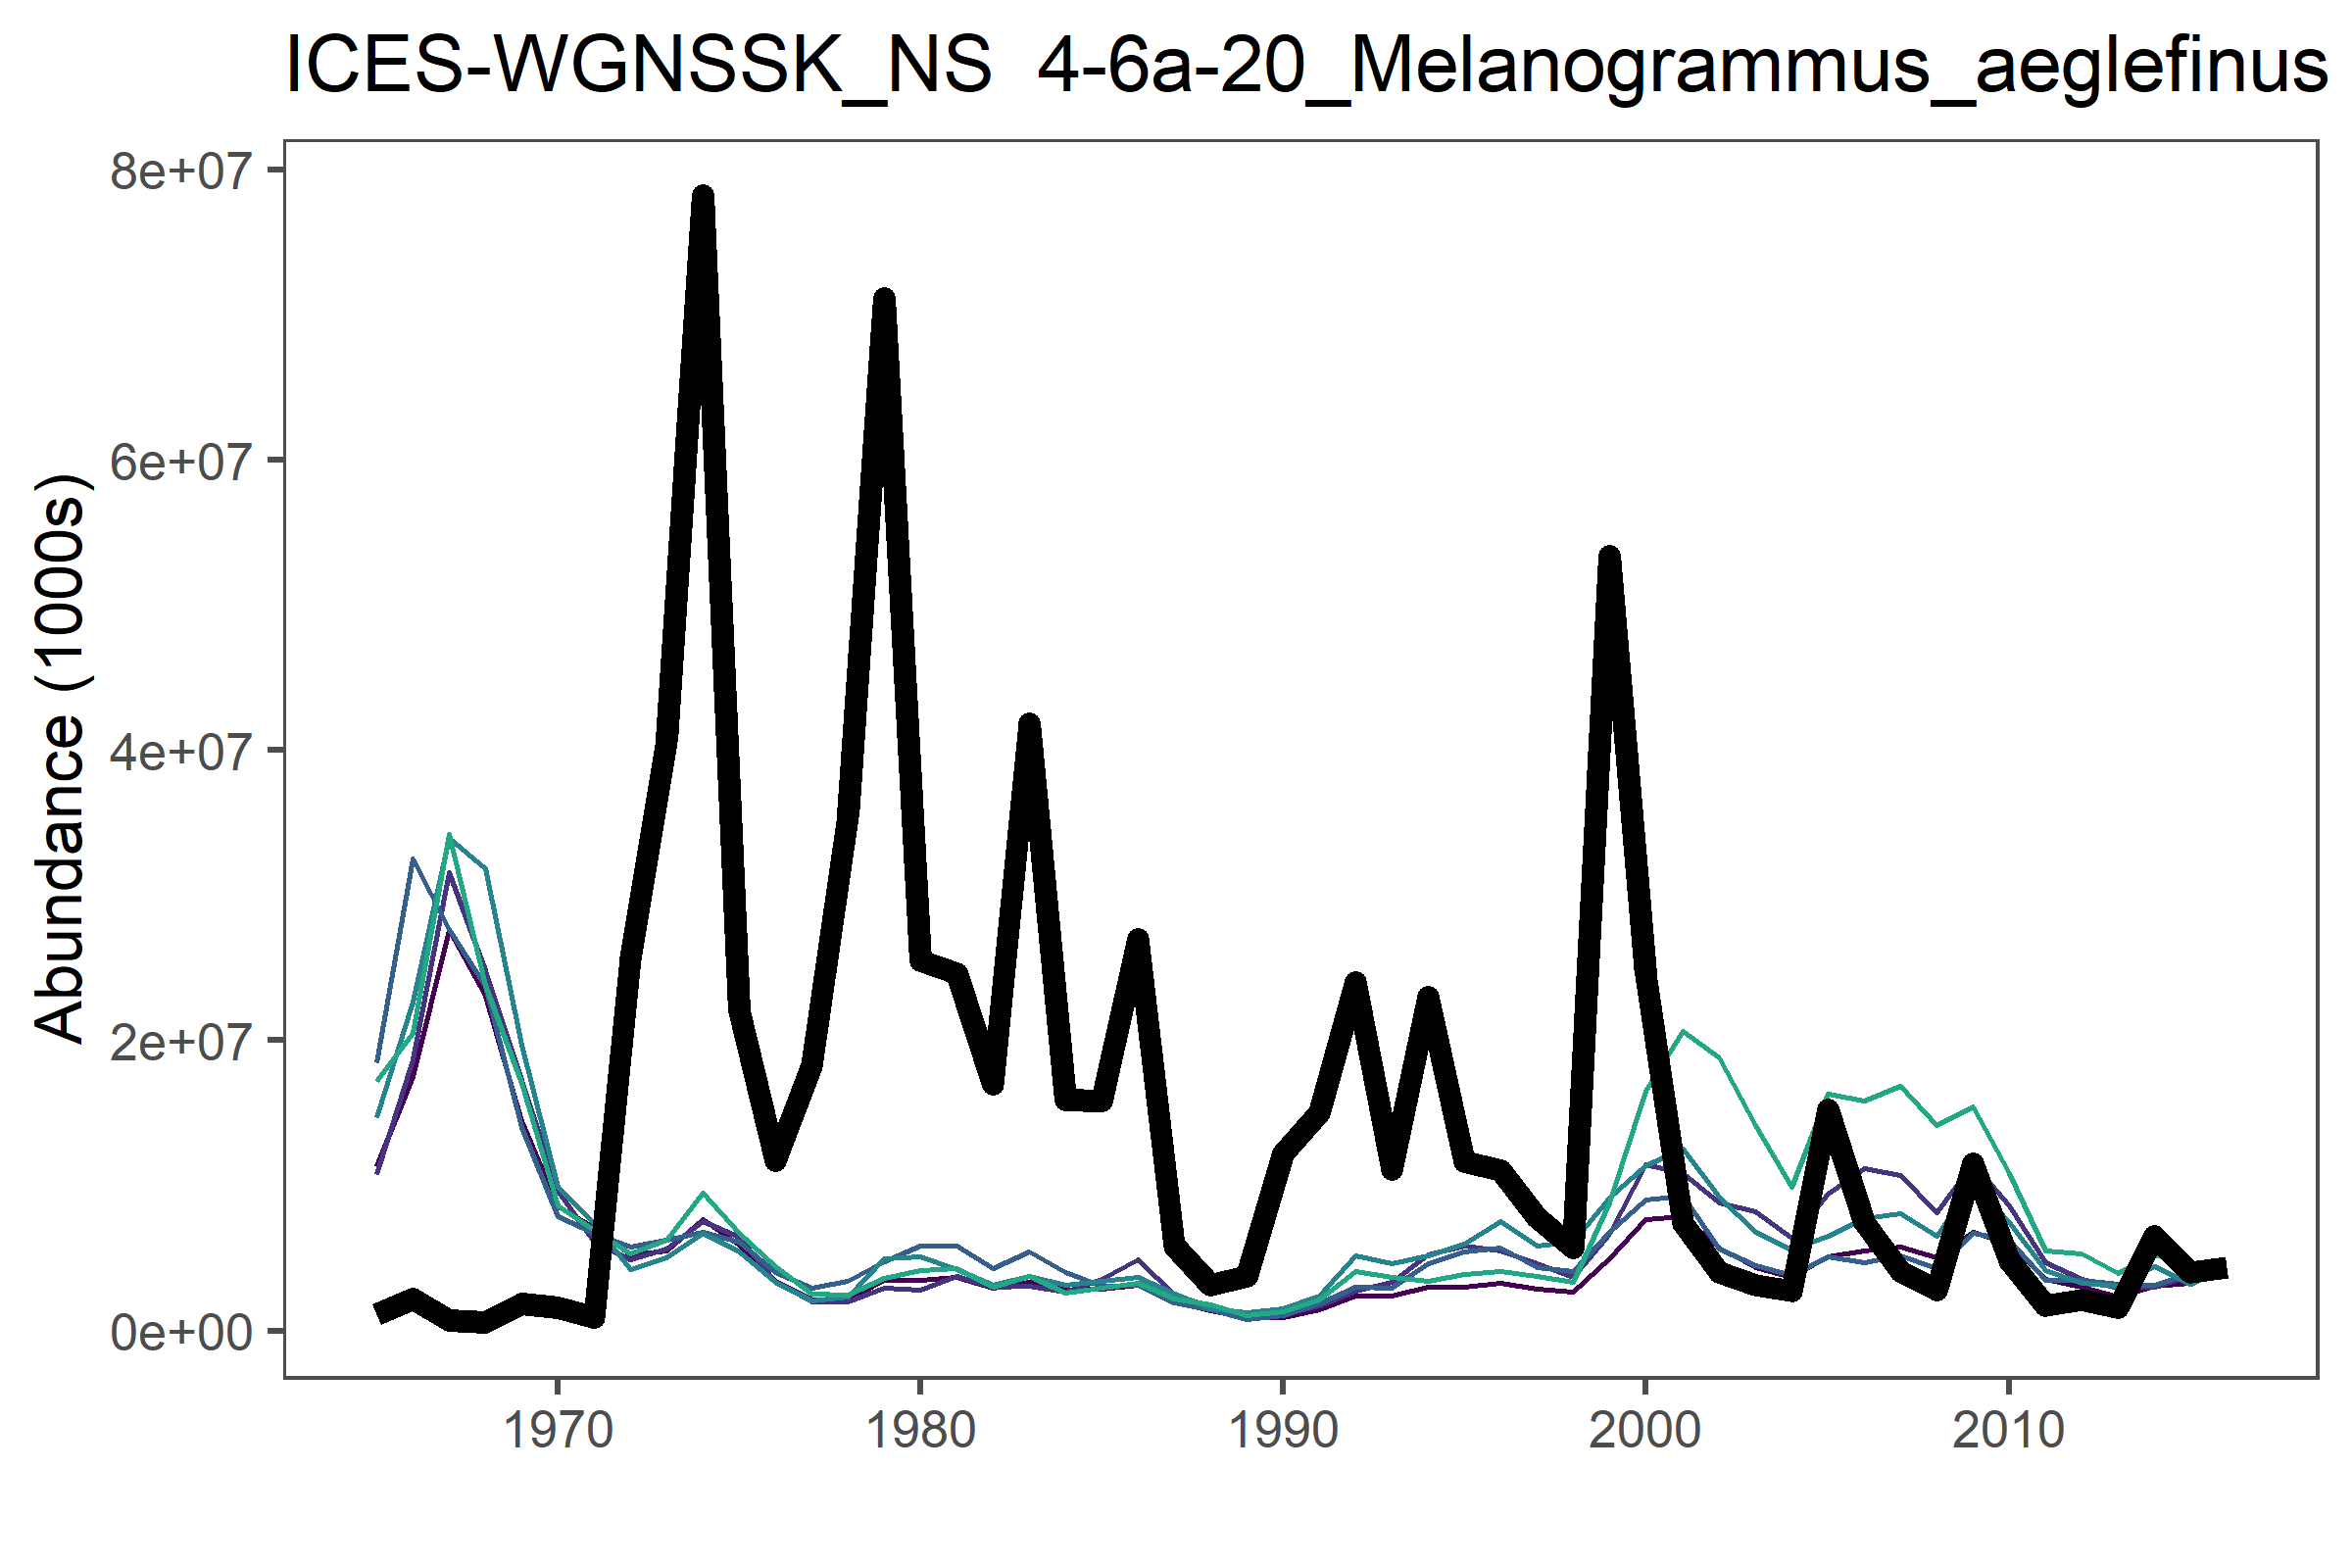 ICES-WGNSSK_NS  4-6a-20_Melanogrammus_aeglefinus
Abundance (1000s)
8e+07
6e+07
4e+07
2e+07
0e+00
1970 1980 1990 2000 2010